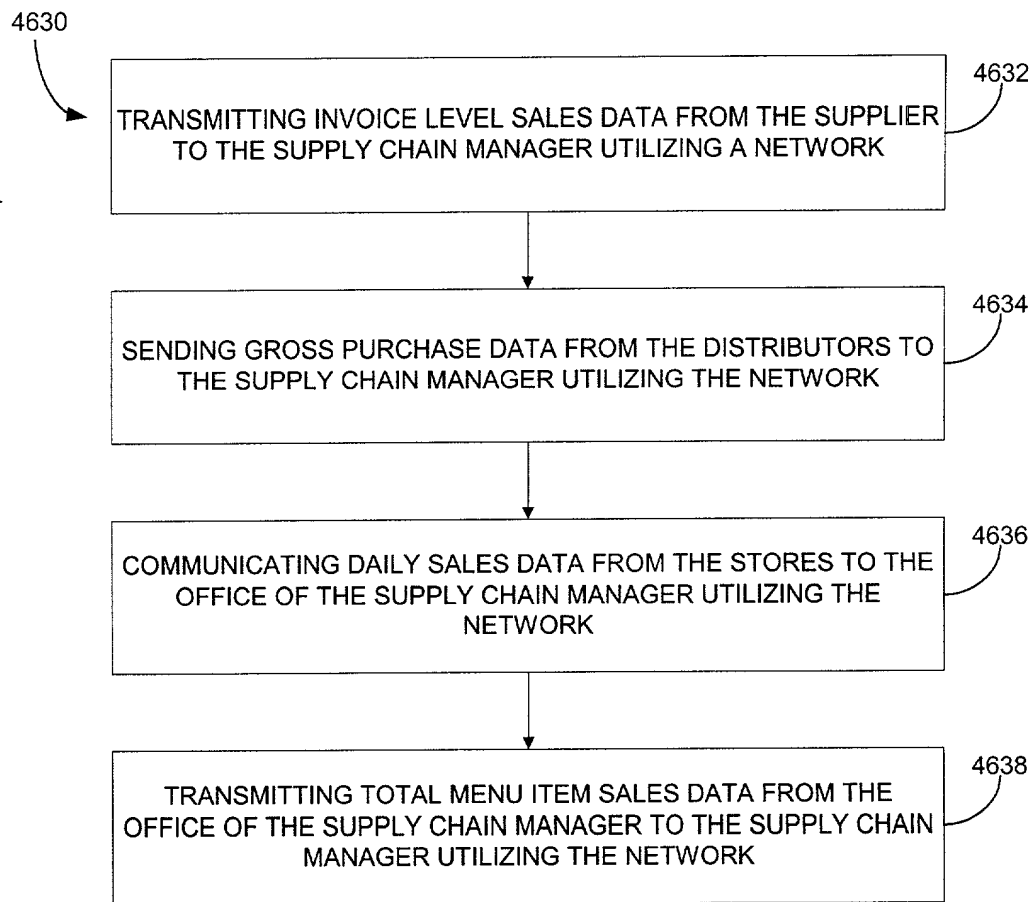 4630
4632
TRANSMITTING INVOICE LEVEL SALES DATA FROM THE SUPPLIER
TO THE SUPPLY CHAIN MANAGER UTILIZING A NETWORK
4634
SENDING GROSS PURCHASE DATA FROM THE DISTRIBUTORS TO
THE SUPPLY CHAIN MANAGER UTILIZING THE NETWORK
4636
COMMUNICATING DAILY SALES DATA FROM THE STORES TO THE
OFFICE OF THE SUPPLY CHAIN MANAGER UTILIZING THE
NETWORK
4638
TRANSMITTING TOTAL MENU ITEM SALES DATA FROM THE
OFFICE OF THE SUPPLY CHAIN MANAGER TO THE SUPPLY CHAIN
MANAGER UTILIZING THE NETWORK